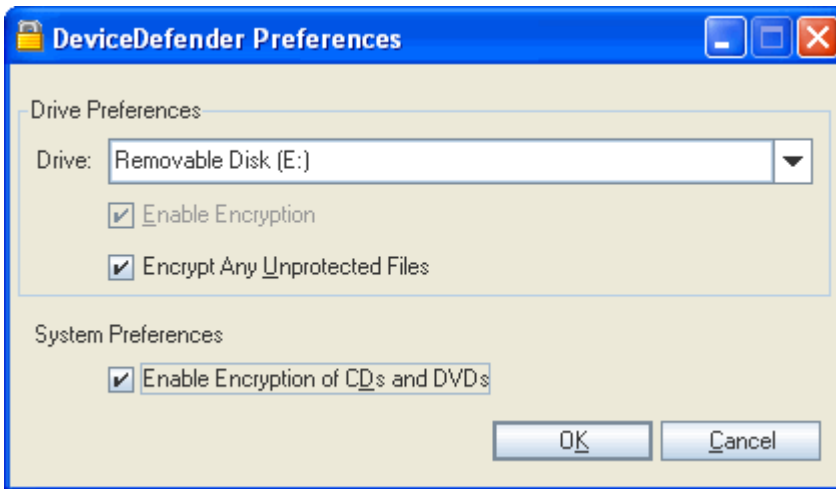 DeviceDefender Preferences
Drive Preferences
Drive: Removable Disk (E:)
Enable Encryption
Encrypt Any Unprotected Files
System Preferences
Enable Encryption of CDs and DVDs
OK Cancel